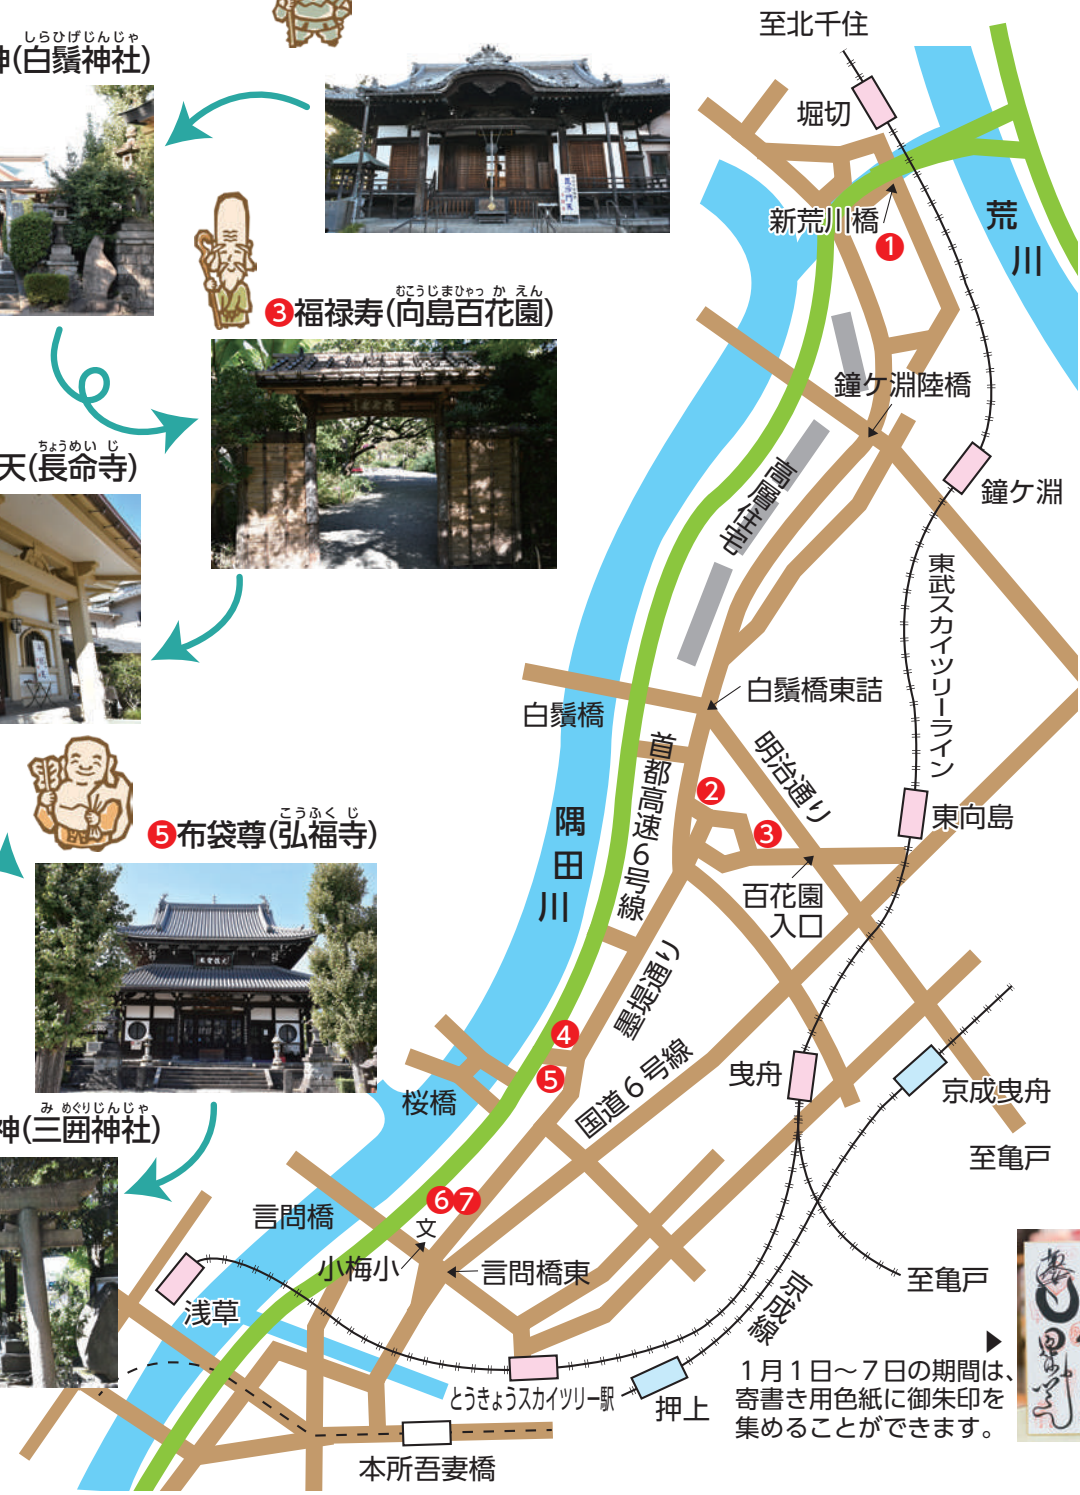 しらひげじんじゃ
神(白鬚神社)
むこうじまひゃっかえん
❸福禄寿(向島百花園)
ちょうめいじ
天(長命寺)
こうふくじ
❺布袋尊(弘福寺)
みめぐりじんじゃ
神(三囲神社)
至北千住
堀切
荒川
新荒川橋
❶
鐘ケ淵陸橋
鐘ケ淵
高層住宅
東武スカイツリーライン
白鬚橋東詰
白鬚橋
首都高速6号線
明治通り
❷
❸
東向島
隅田川
百花園
入口
墨堤通り
❹
❺
国道6号線
曳舟
京成曳舟
桜橋
至亀戸
❻❼
文
言問橋
小梅小
言問橋東
至亀戸
浅草
京成線
とうきょうスカイツリー駅
押上
本所吾妻橋
1月1日〜7日の期間は、
寄書き用色紙に御朱印を
集めることができます。